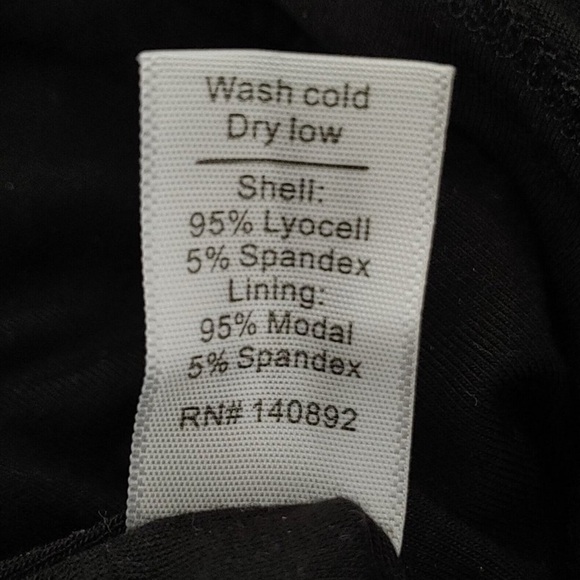 Wash cold
Dry low
Shell:
95% Lyocell
5% Spandex
Lining:
95% Modal
5% Spandex
RN# 140892